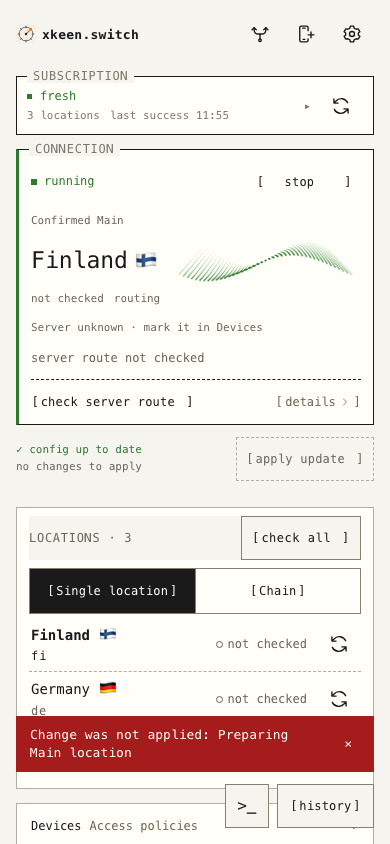 xkeen.switch
SUBSCRIPTION
fresh
3 locations last success 11:55
CONNECTION
running
[ stop ]
Confirmed Main
Finland
not checked routing
Server unknown · mark it in Devices
server route not checked
[check server route ]
[details > ]
✓ config up to date
no changes to apply
[apply update ]
LOCATIONS · 3
[check all ]
[Single location]
[Chain]
Finland
fi
not checked
Germany
de
not checked
Change was not applied: Preparing
Main location
×
>_
[history]
Devices Access policies